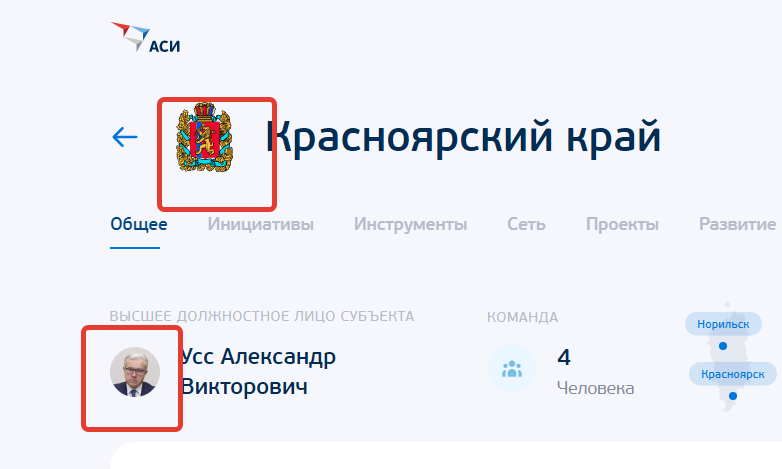 АСИ
Красноярский край
Общее Инициативы Инструменты Сеть Проекты Развитие
ВЫСШЕЕ ДОЛЖНОСТНОЕ ЛИЦО СУБЪЕКТА
Усс Александр
Викторович
КОМАНДА
4
Человека
Норильск
Красноярск